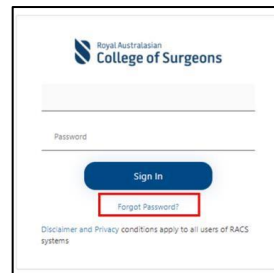 Royal Australasian
College of Surgeons
Password
Sign In
Forgot Password?
Disclaimer and Privacy conditions apply to all users of RACS
systems